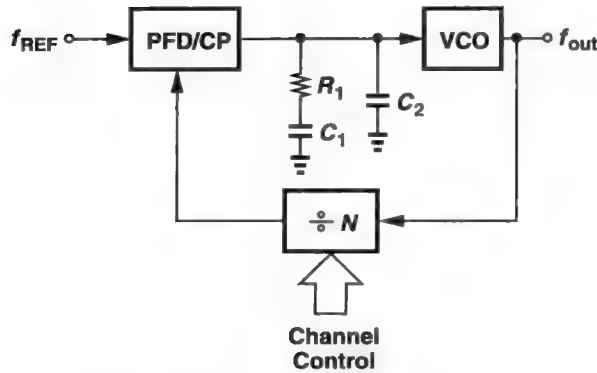 f_REF
PFD/CP
VCO
f_out
R_1
C_1
C_2
÷ N
Channel
Control